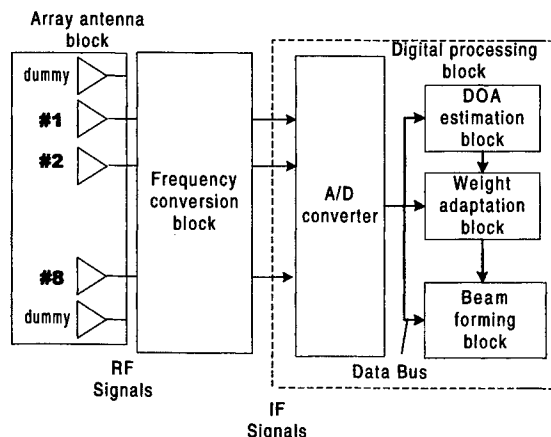 Array antenna
block
dummy
#1
#2
#8
dummy
RF
Signals
Frequency
conversion
block
IF
Signals
Digital processing
block
A/D
converter
DOA
estimation
block
Weight
adaptation
block
Beam
forming
block
Data Bus